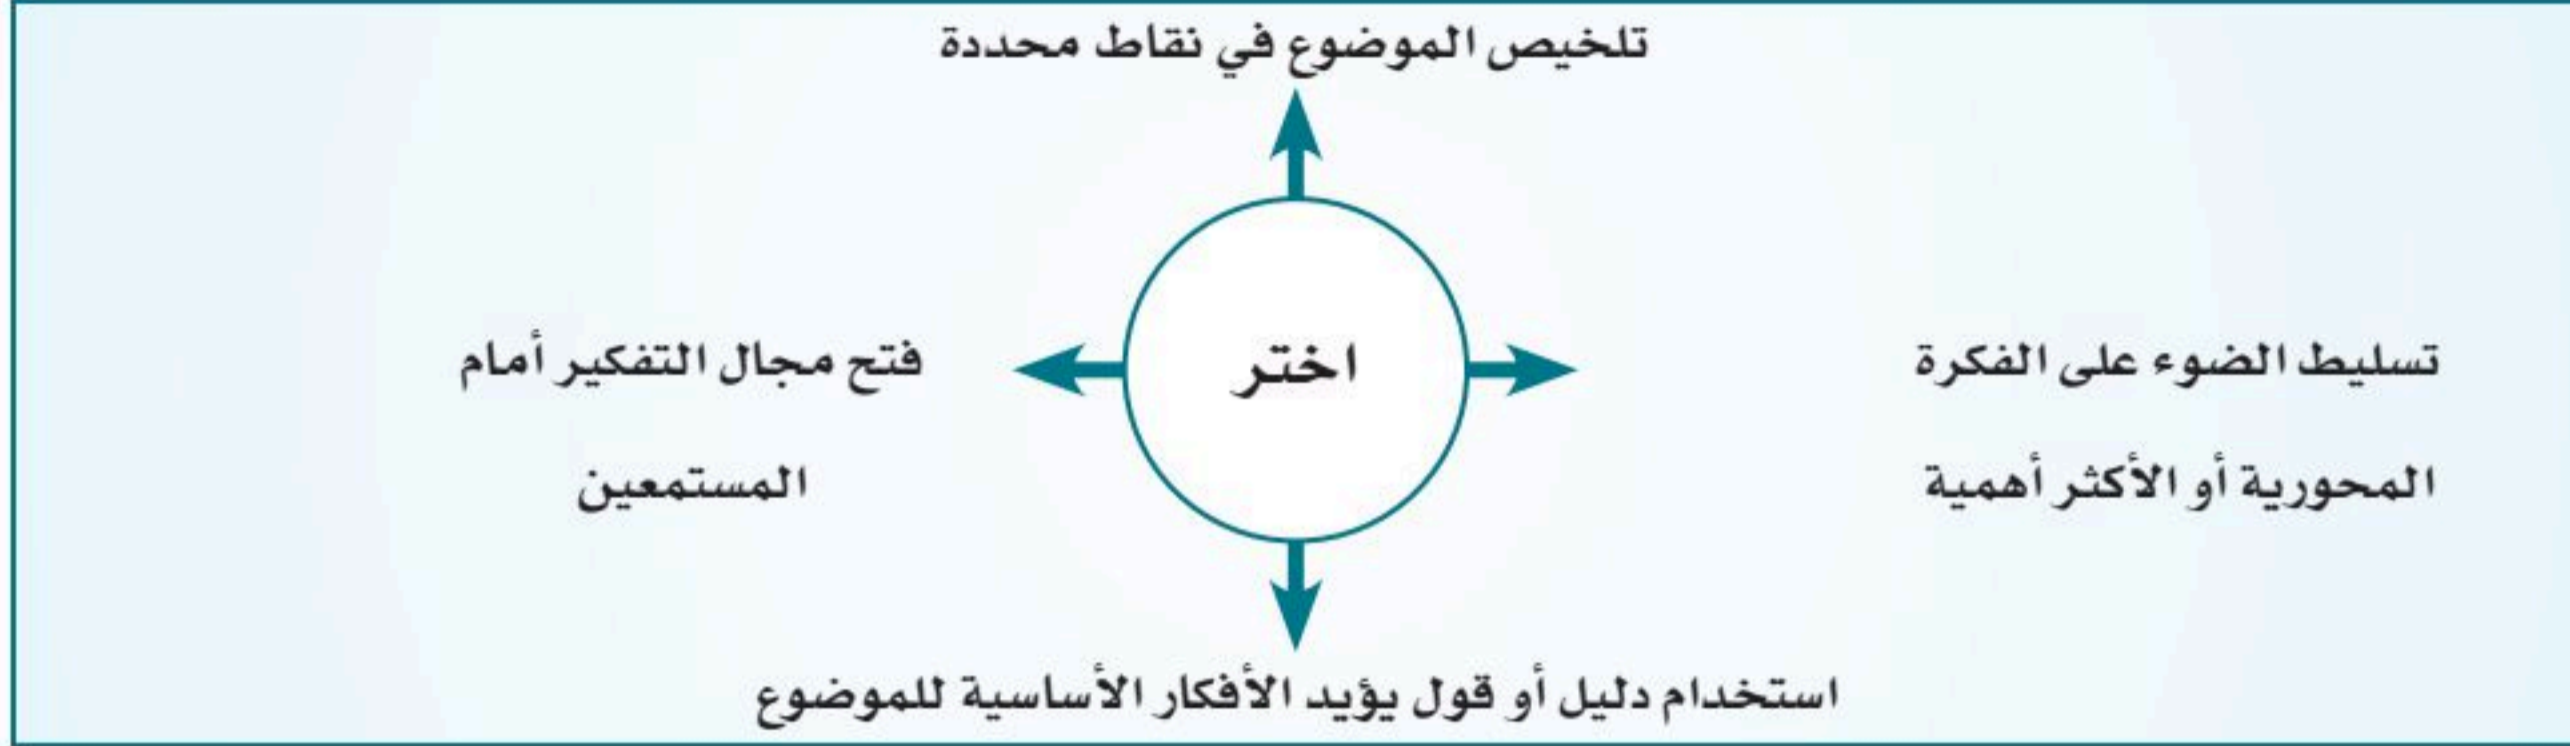 تلخيص الموضوع في نقاط محددة
تسليط الضوء على الفكرة
المحورية أو الأكثر أهمية
اختر
فتح مجال التفكير أمام
المستمعين
استخدام دليل أو قول يؤيد الأفكار الأساسية للموضوع